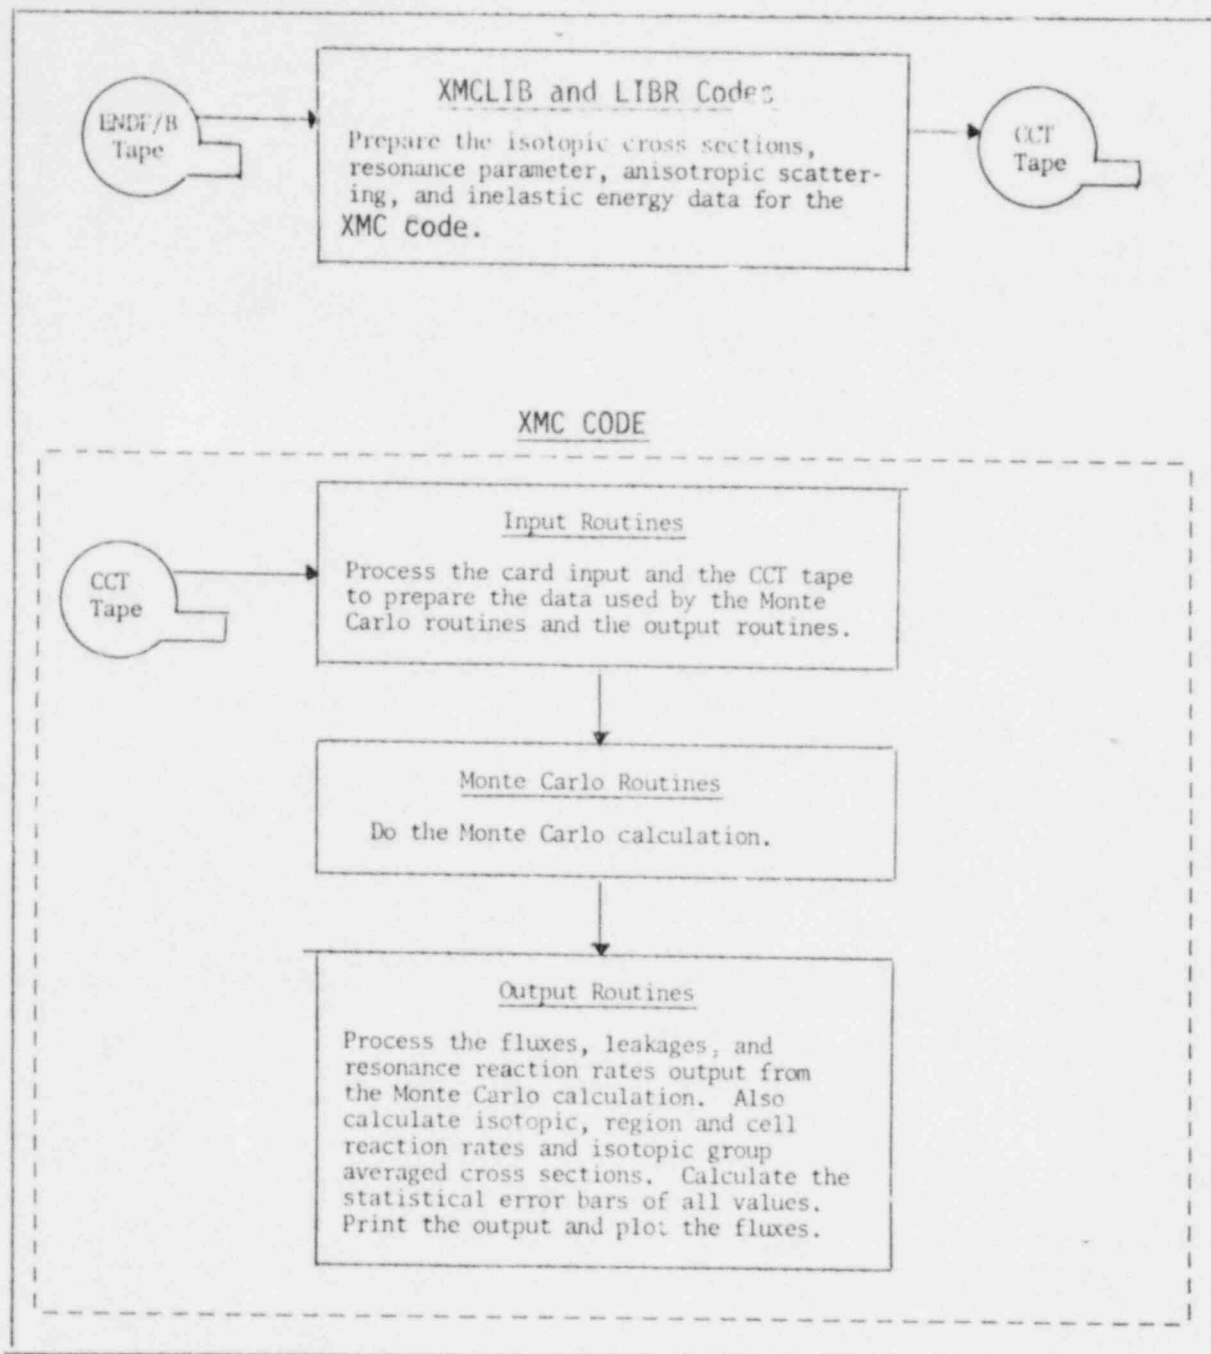 ENDF/B
Tape
XMCLIB and LIBR Codes
Prepare the isotopic cross sections,
resonance parameter, anisotropic scatter-
ing, and inelastic energy data for the
XMC code.
CCT
Tape
XMC CODE
CCT
Tape
Input Routines
Process the card input and the CCT tape
to prepare the data used by the Monte
Carlo routines and the output routines.
Monte Carlo Routines
Do the Monte Carlo calculation.
Output Routines
Process the fluxes, leakages, and
resonance reaction rates output from
the Monte Carlo calculation. Also
calculate isotopic, region and cell
reaction rates and isotopic group
averaged cross sections. Calculate the
statistical error bars of all values.
Print the output and plot the fluxes.